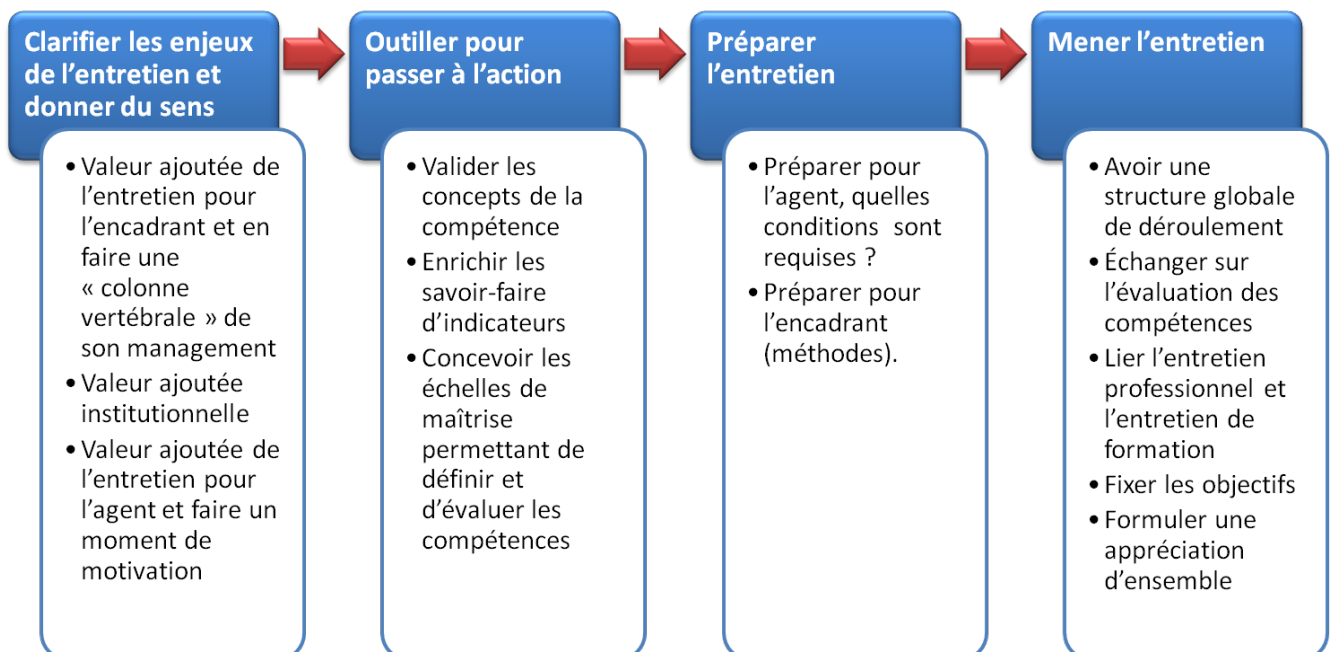 Clarifier les enjeux
de l'entretien et
donner du sens
• Valeur ajoutée de
l'entretien pour
l'encadrant et en
faire une
« colonne
vertébrale » de
son management
• Valeur ajoutée
institutionnelle
• Valeur ajoutée de
l'entretien pour
l'agent et faire un
moment de
motivation
Outiller pour
passer à l'action
• Valider les
concepts de la
compétence
• Enrichir les
savoir-faire
d'indicateurs
• Concevoir les
échelles de
maîtrise
permettant de
définir et
d'évaluer les
compétences
Préparer
l'entretien
• Préparer pour
l'agent, quelles
conditions sont
requises ?
• Préparer pour
l'encadrant
(méthodes).
Mener l'entretien
• Avoir une
structure globale
de déroulement
• Échanger sur
l'évaluation des
compétences
• Lier l'entretien
professionnel et
l'entretien de
formation
• Fixer les objectifs
• Formuler une
appréciation
d'ensemble